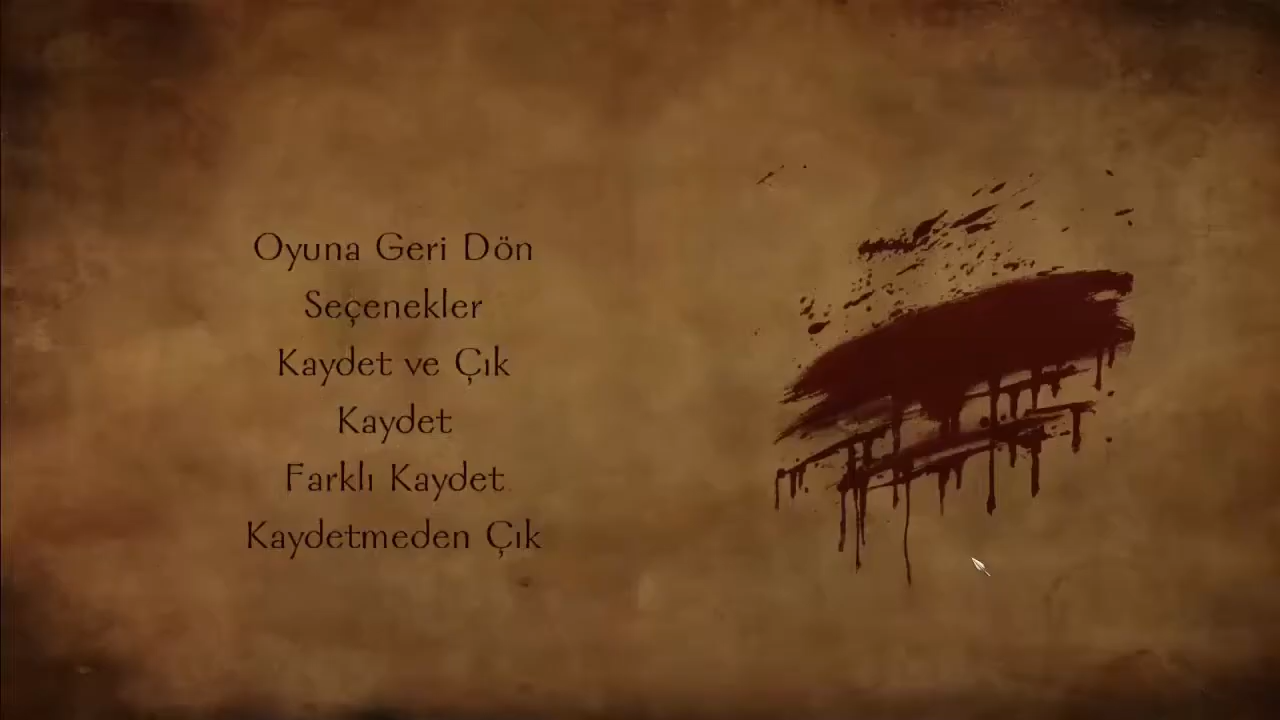 Oyuna Geri Dön
Seçenekler
Kaydet ve Çık
Kaydet
Farklı Kaydet
Kaydetmeden Çık